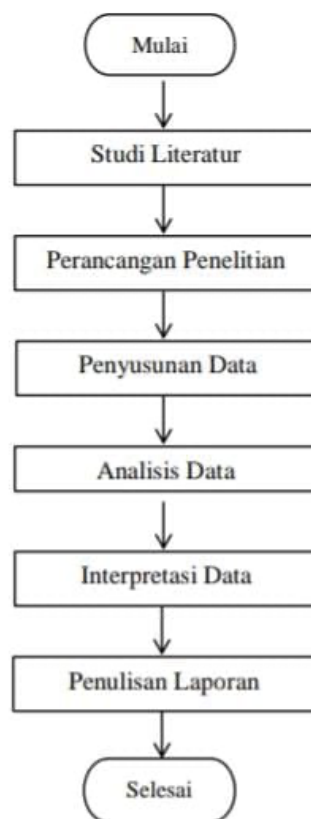 Mulai
Studi Literatur
Perancangan Penelitian
Penyusunan Data
Analisis Data
Interpretasi Data
Penulisan Laporan
Selesai